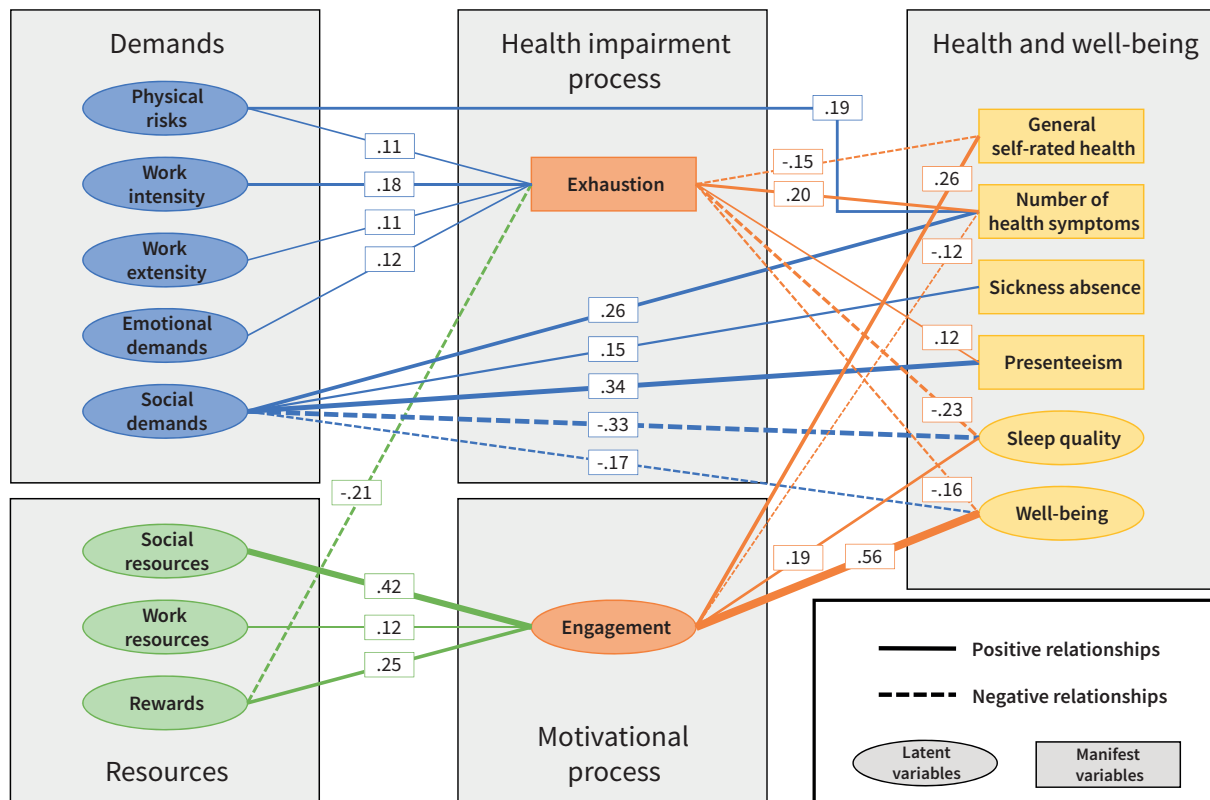 Demands
Physical
risks
Work
intensity
Work
extensity
Emotional
demands
Social
demands
Social
resources
Work
resources
Rewards
Resources
Health impairment
process
Exhaustion
Engagement
Motivational
process
Health and well-being
General
self-rated health
Number of
health symptoms
Sickness absence
Presenteeism
Sleep quality
Well-being
.19
.11
.18
.11
.12
.26
.15
.34
-.33
-.17
-.21
.42
.12
.25
-.15
.20
.26
-.12
.12
-.23
-.16
.19
.56
Positive relationships
Negative relationships
Latent
variables
Manifest
variables